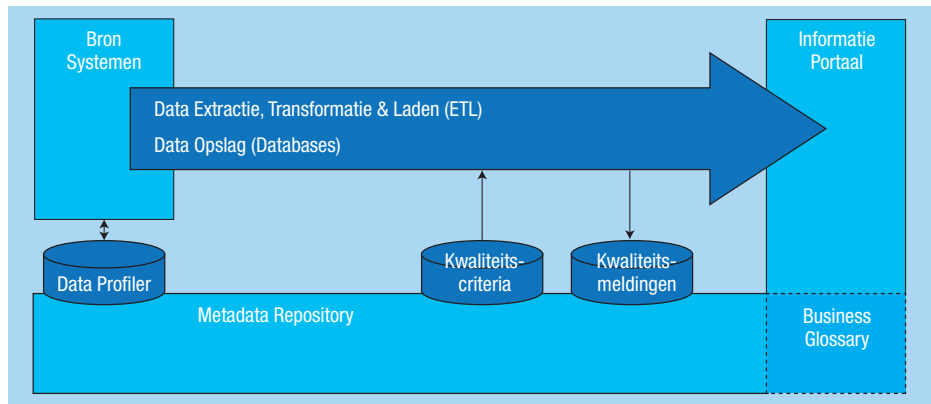 Bron
Systemen
Informatie
Portaal
Data Extractie, Transformatie & Laden (ETL)
Data Opslag (Databases)
Data Profiler
Kwaliteits-
criteria
Kwaliteits-
meldingen
Metadata Repository
Business
Glossary